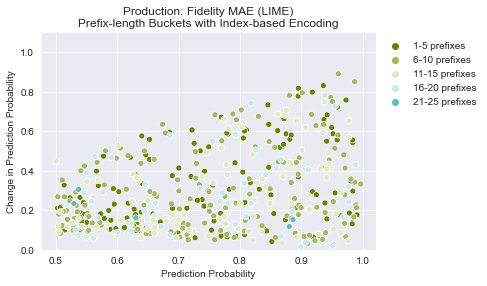 Production: Fidelity MAE (LIME)
Prefix-length Buckets with Index-based Encoding
Change in Prediction Probability
1.0
0.8
0.6
0.4
0.2
0.0
0.5
0.6
0.7
0.8
0.9
1.0
Prediction Probability
1-5 prefixes
6-10 prefixes
11-15 prefixes
16-20 prefixes
21-25 prefixes